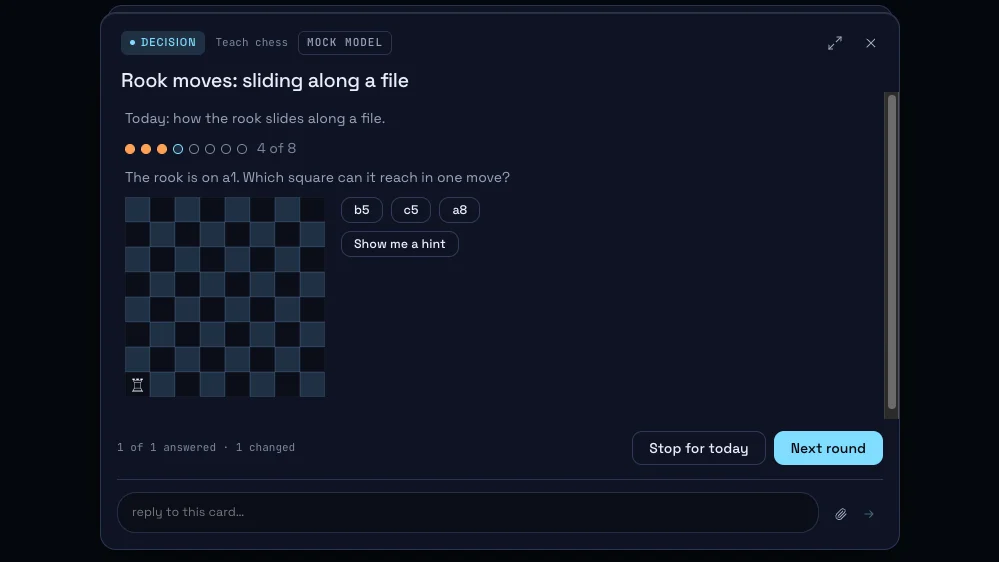 DECISION Teach chess MOCK MODEL
Rook moves: sliding along a file
Today: how the rook slides along a file.
4 of 8
The rook is on a1. Which square can it reach in one move?
b5 c5 a8
Show me a hint
1 of 1 answered · 1 changed
Stop for today Next round
reply to this card…